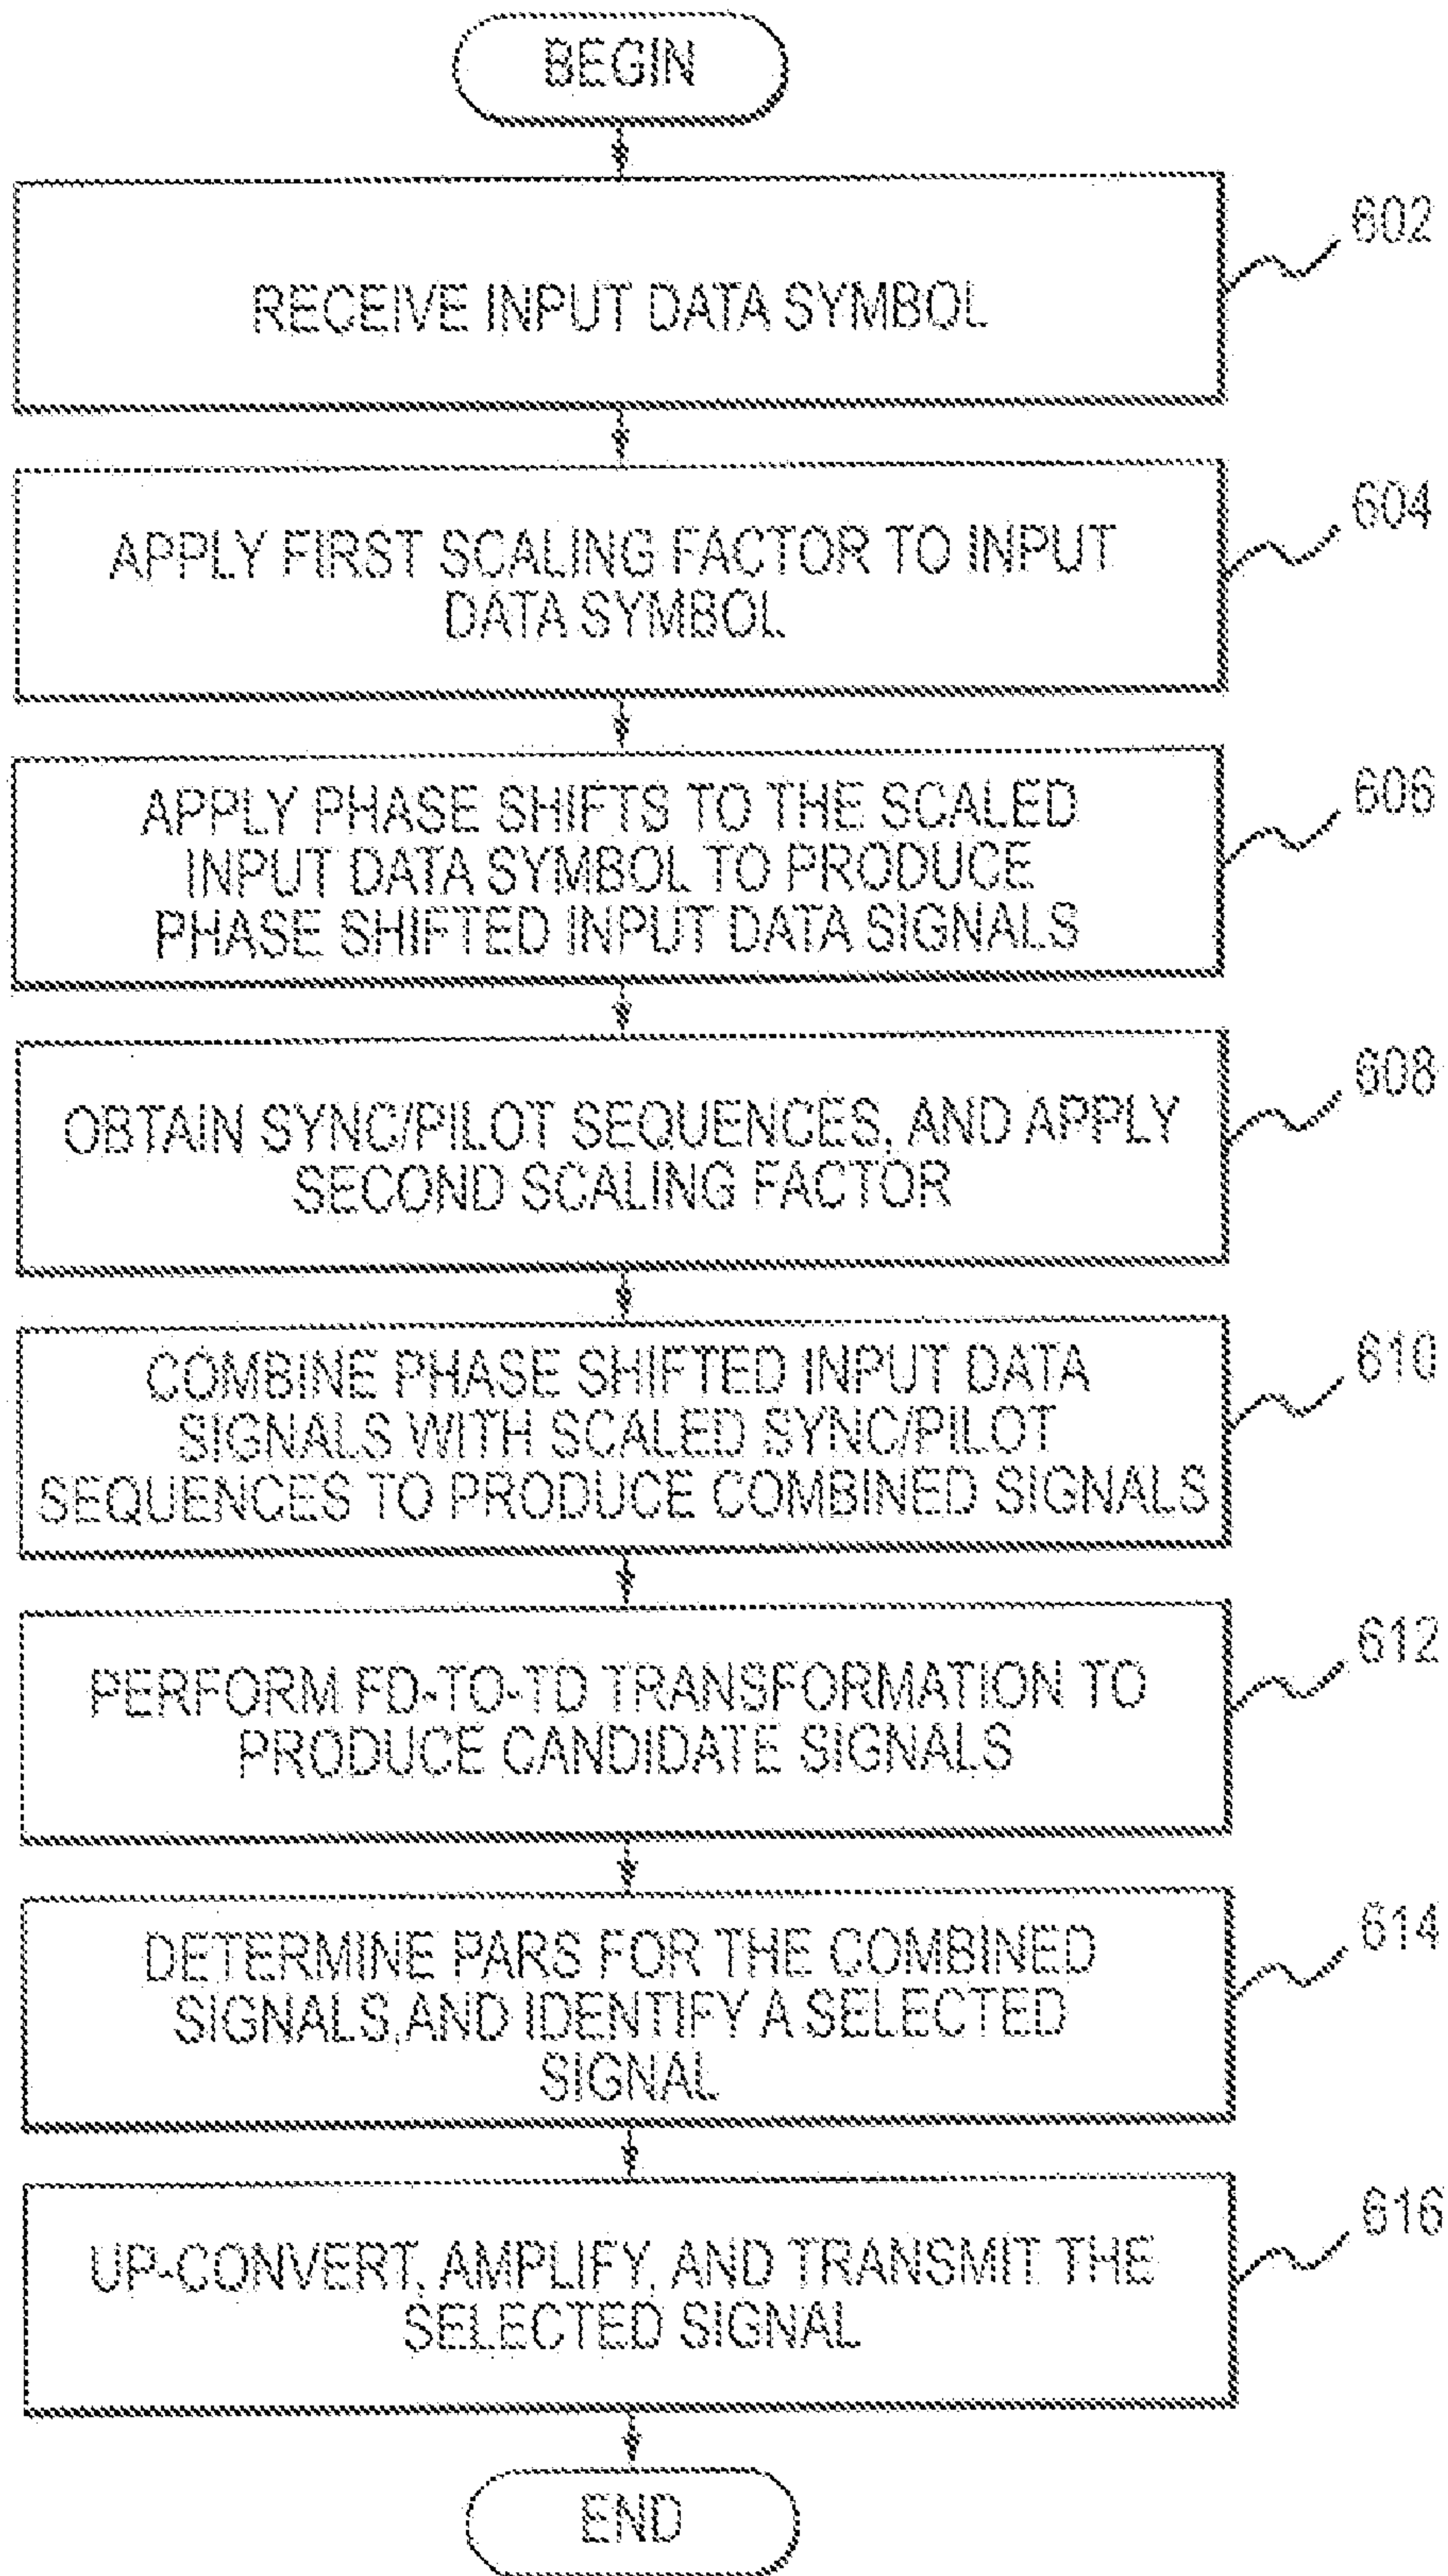 BEGIN
RECEIVE INPUT DATA SYMBOL
602
APPLY FIRST SCALING FACTOR TO INPUT
DATA SYMBOL
604
APPLY PHASE SHIFTS TO THE SCALED
INPUT DATA SYMBOL TO PRODUCE
PHASE SHIFTED INPUT DATA SIGNALS
606
OBTAIN SYNC/PILOT SEQUENCES, AND APPLY
SECOND SCALING FACTOR
608
COMBINE PHASE SHIFTED INPUT DATA
SIGNALS WITH SCALED SYNC/PILOT
SEQUENCES TO PRODUCE COMBINED SIGNALS
610
PERFORM FD-TO-TD TRANSFORMATION TO
PRODUCE CANDIDATE SIGNALS
612
DETERMINE PARS FOR THE COMBINED
SIGNALS,AND IDENTIFY A SELECTED
SIGNAL
614
UP-CONVERT, AMPLIFY, AND TRANSMIT THE
SELECTED SIGNAL
616
END